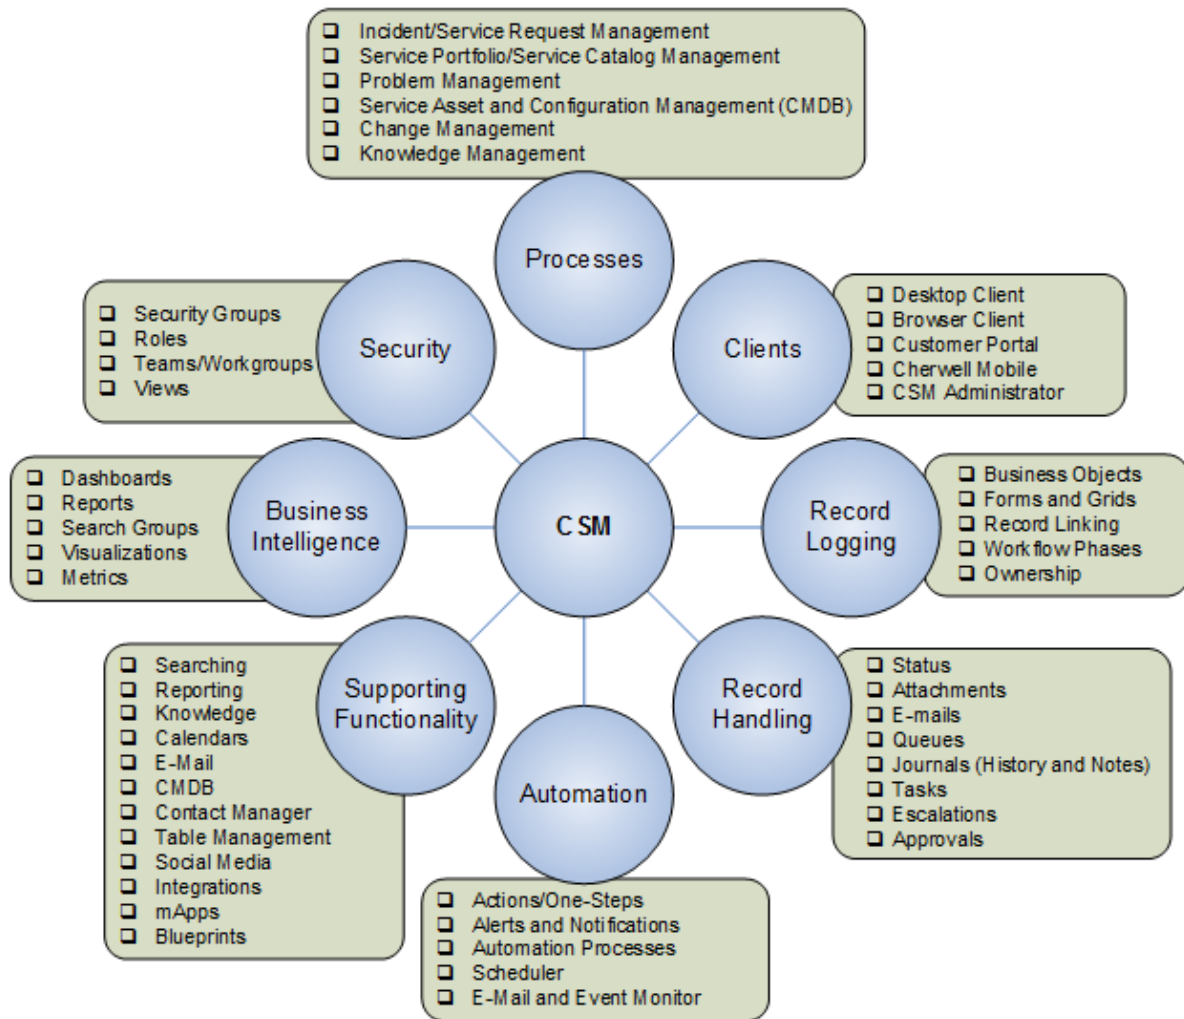 ❑ Incident/Service Request Management
❑ Service Portfolio/Service Catalog Management
❑ Problem Management
❑ Service Asset and Configuration Management (CMDB)
❑ Change Management
❑ Knowledge Management
Processes
❑ Security Groups
❑ Roles
❑ Teams/Workgroups
❑ Views
Security
Clients
❑ Desktop Client
❑ Browser Client
❑ Customer Portal
❑ Cherwell Mobile
❑ CSM Administrator
❑ Dashboards
❑ Reports
❑ Search Groups
❑ Visualizations
❑ Metrics
Business
Intelligence
CSM
Record
Logging
❑ Business Objects
❑ Forms and Grids
❑ Record Linking
❑ Workflow Phases
❑ Ownership
❑ Searching
❑ Reporting
❑ Knowledge
❑ Calendars
❑ E-Mail
❑ CMDB
❑ Contact Manager
❑ Table Management
❑ Social Media
❑ Integrations
❑ mApps
❑ Blueprints
Supporting
Functionality
Record
Handling
❑ Status
❑ Attachments
❑ E-mails
❑ Queues
❑ Journals (History and Notes)
❑ Tasks
❑ Escalations
❑ Approvals
Automation
❑ Actions/One-Steps
❑ Alerts and Notifications
❑ Automation Processes
❑ Scheduler
❑ E-Mail and Event Monitor